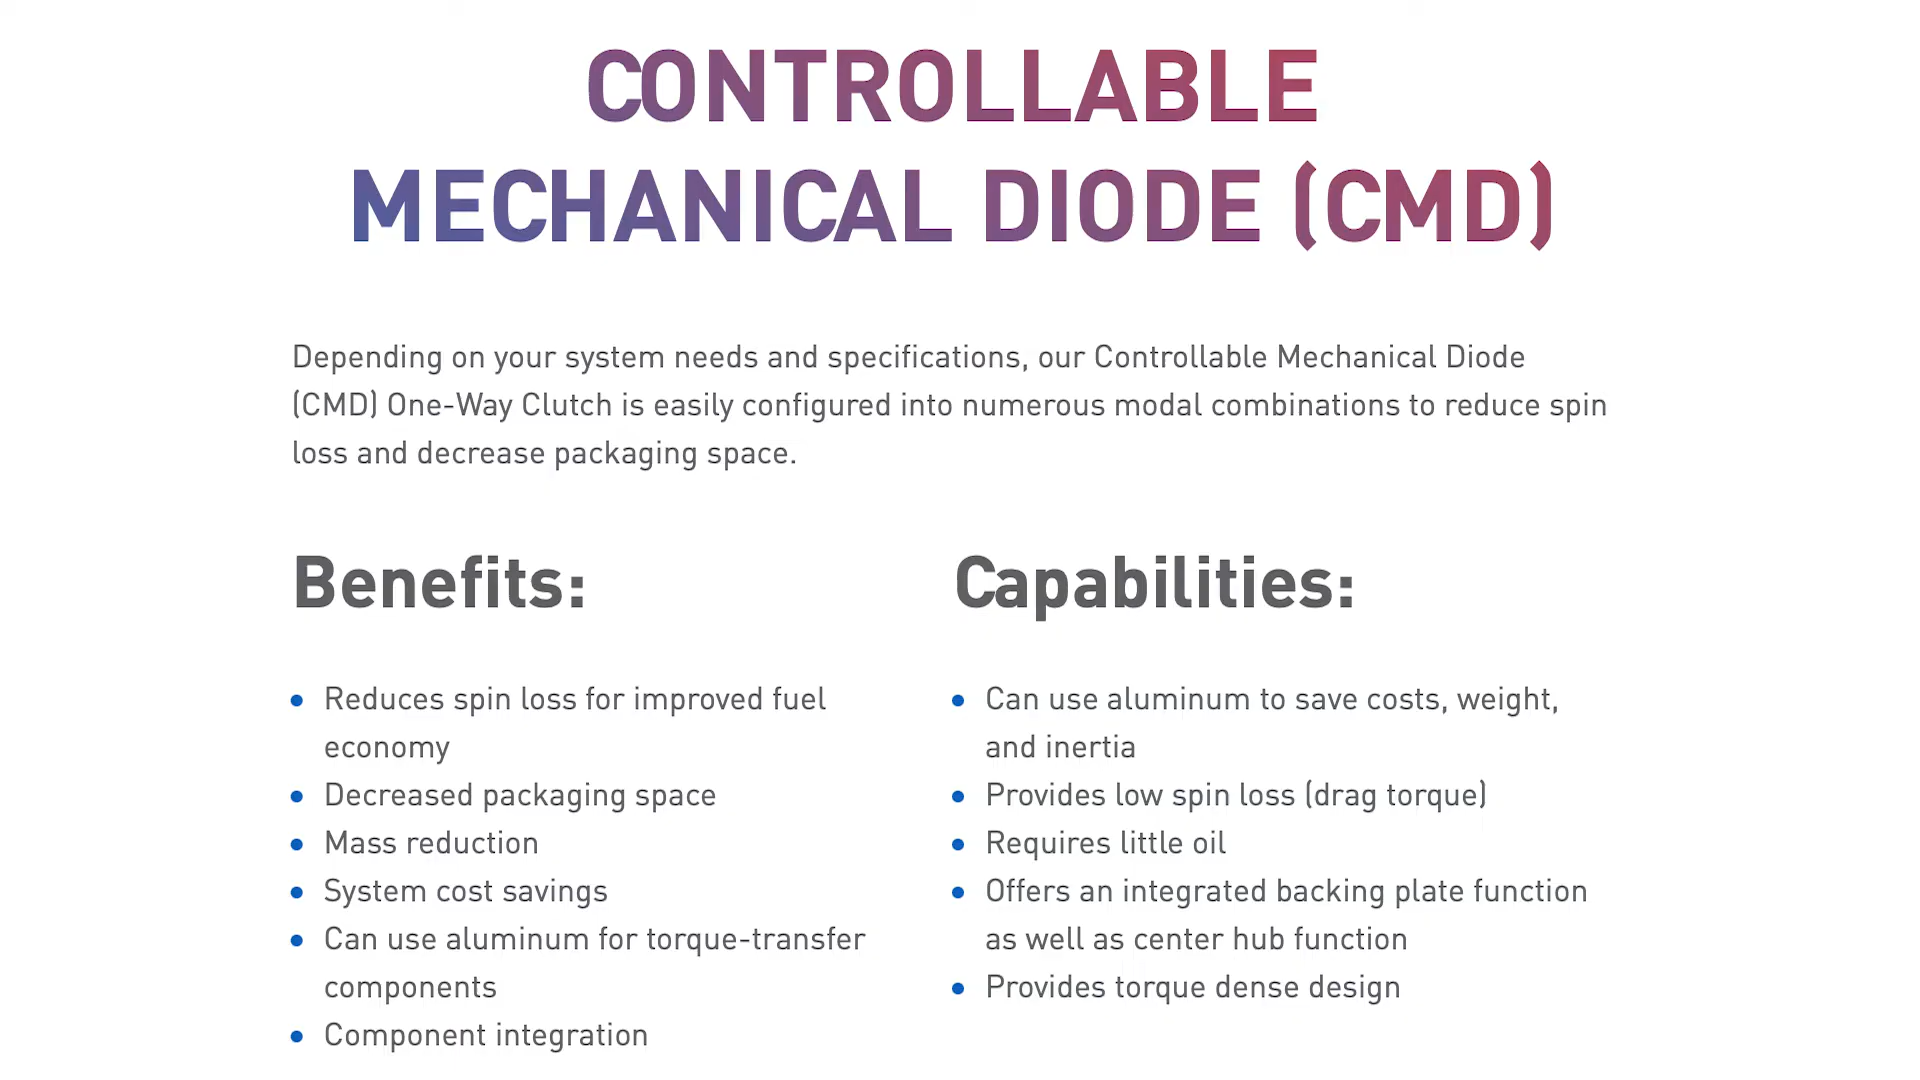 CONTROLLABLE
MECHANICAL DIODE (CMD)
Depending on your system needs and specifications, our Controllable Mechanical Diode
(CMD) One-Way Clutch is easily configured into numerous modal combinations to reduce spin
loss and decrease packaging space.
Benefits:
• Reduces spin loss for improved fuel
economy
• Decreased packaging space
• Mass reduction
• System cost savings
• Can use aluminum for torque-transfer
components
• Component integration
Capabilities:
• Can use aluminum to save costs, weight,
and inertia
• Provides low spin loss (drag torque)
• Requires little oil
• Offers an integrated backing plate function
as well as center hub function
• Provides torque dense design